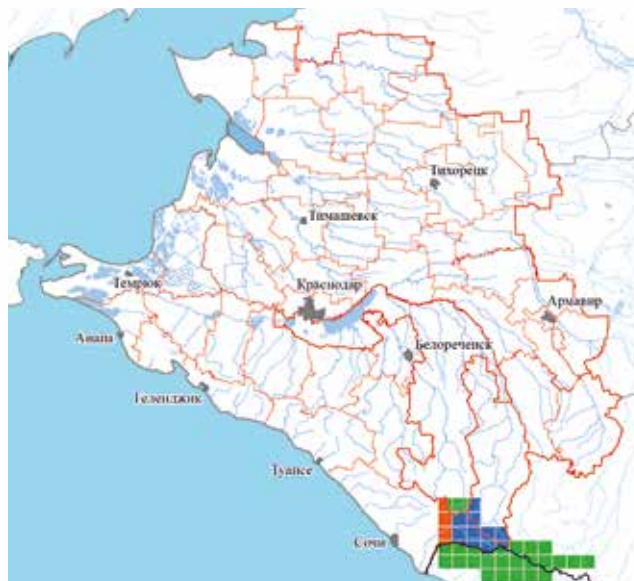 Тихорецк
Тимашевск
Темрюк
Краснодар
Армавир
Анапа
Белореченск
Геленджик
Туапсе
Сочи